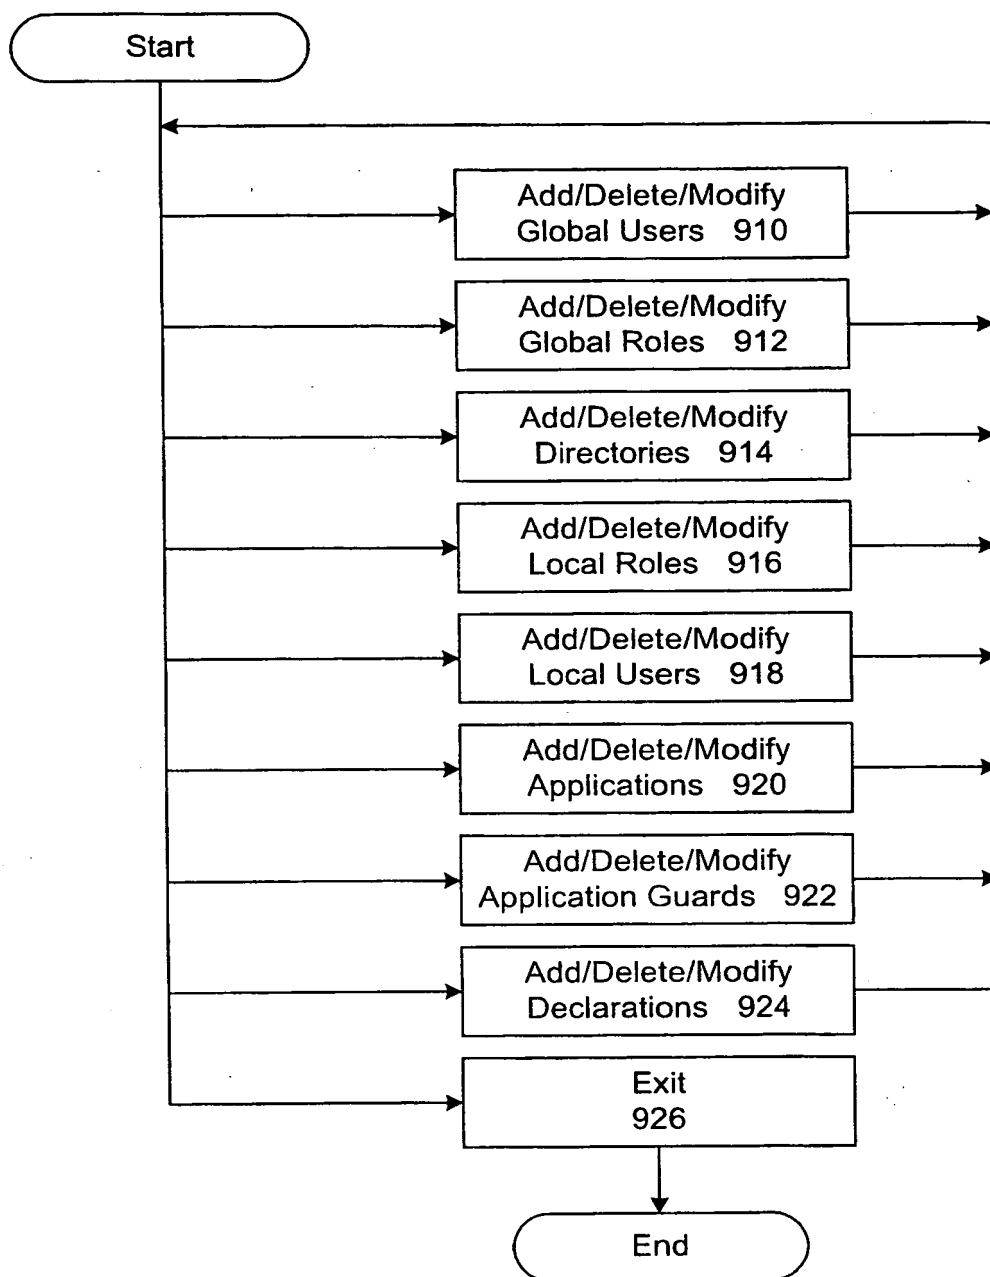 Start
Add/Delete/Modify
Global Users 910
Add/Delete/Modify
Global Roles 912
Add/Delete/Modify
Directories 914
Add/Delete/Modify
Local Roles 916
Add/Delete/Modify
Local Users 918
Add/Delete/Modify
Applications 920
Add/Delete/Modify
Application Guards 922
Add/Delete/Modify
Declarations 924
Exit
926
End